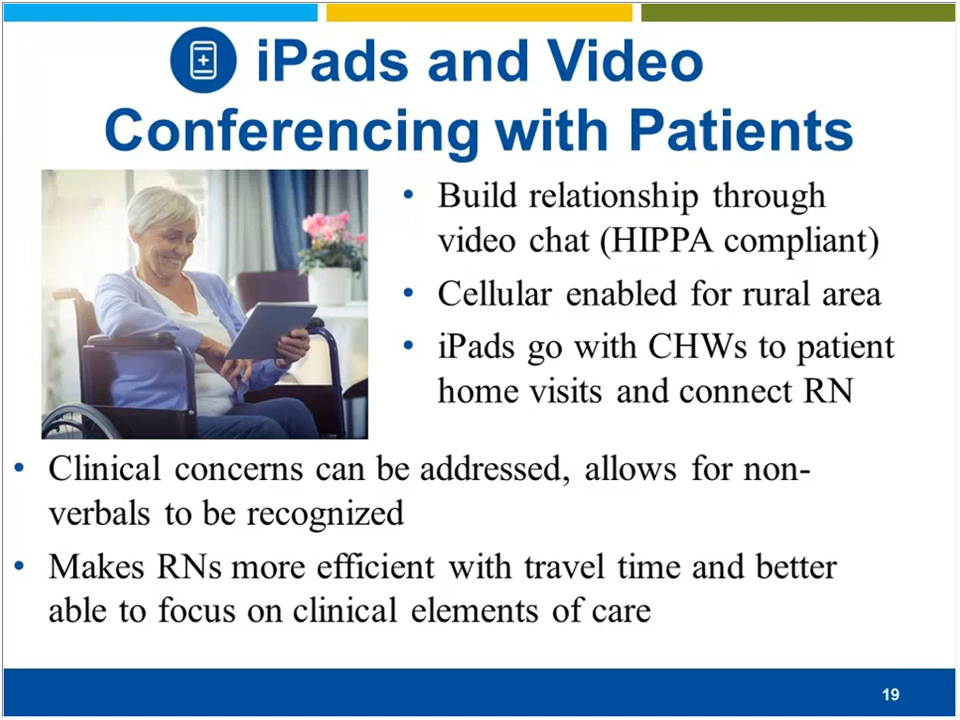 iPads and Video
Conferencing with Patients
• Build relationship through
video chat (HIPPA compliant)
• Cellular enabled for rural area
• iPads go with CHWs to patient
home visits and connect RN
• Clinical concerns can be addressed, allows for non-
verbals to be recognized
• Makes RNs more efficient with travel time and better
able to focus on clinical elements of care
19